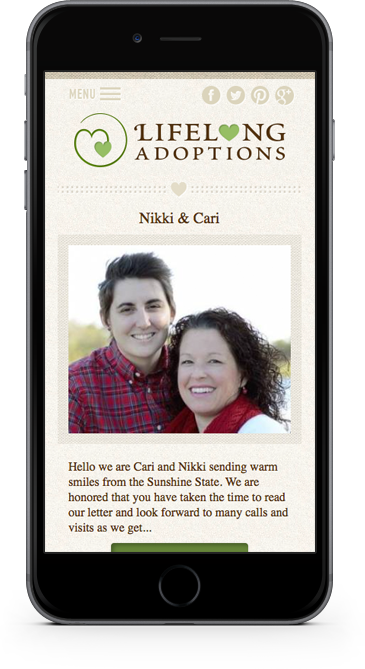 MENU
LIFELONG
ADOPTIONS
Nikki & Cari
Hello we are Cari and Nikki sending warm
smiles from the Sunshine State. We are
honored that you have taken the time to read
our letter and look forward to many calls and
visits as we get...